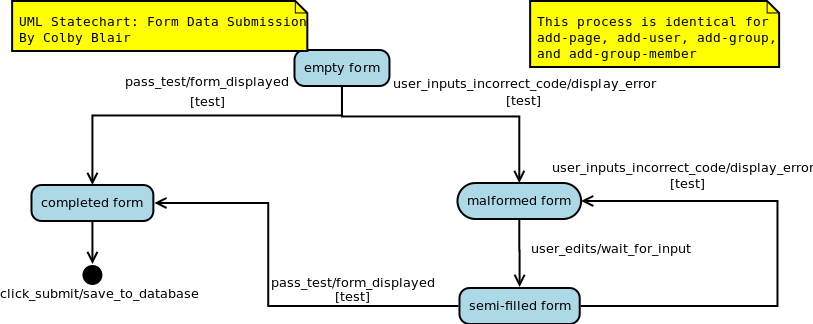 UML Statechart: Form Data Submission
By Colby Blair
This process is identical for
add-page, add-user, add-group,
and add-group-member
empty form
pass_test/form_displayed
[test]
user_inputs_incorrect_code/display_error
[test]
user_inputs_incorrect_code/display_error
[test]
completed form
malformed form
user_edits/wait_for_input
click_submit/save_to_database
pass_test/form_displayed
[test]
semi-filled form